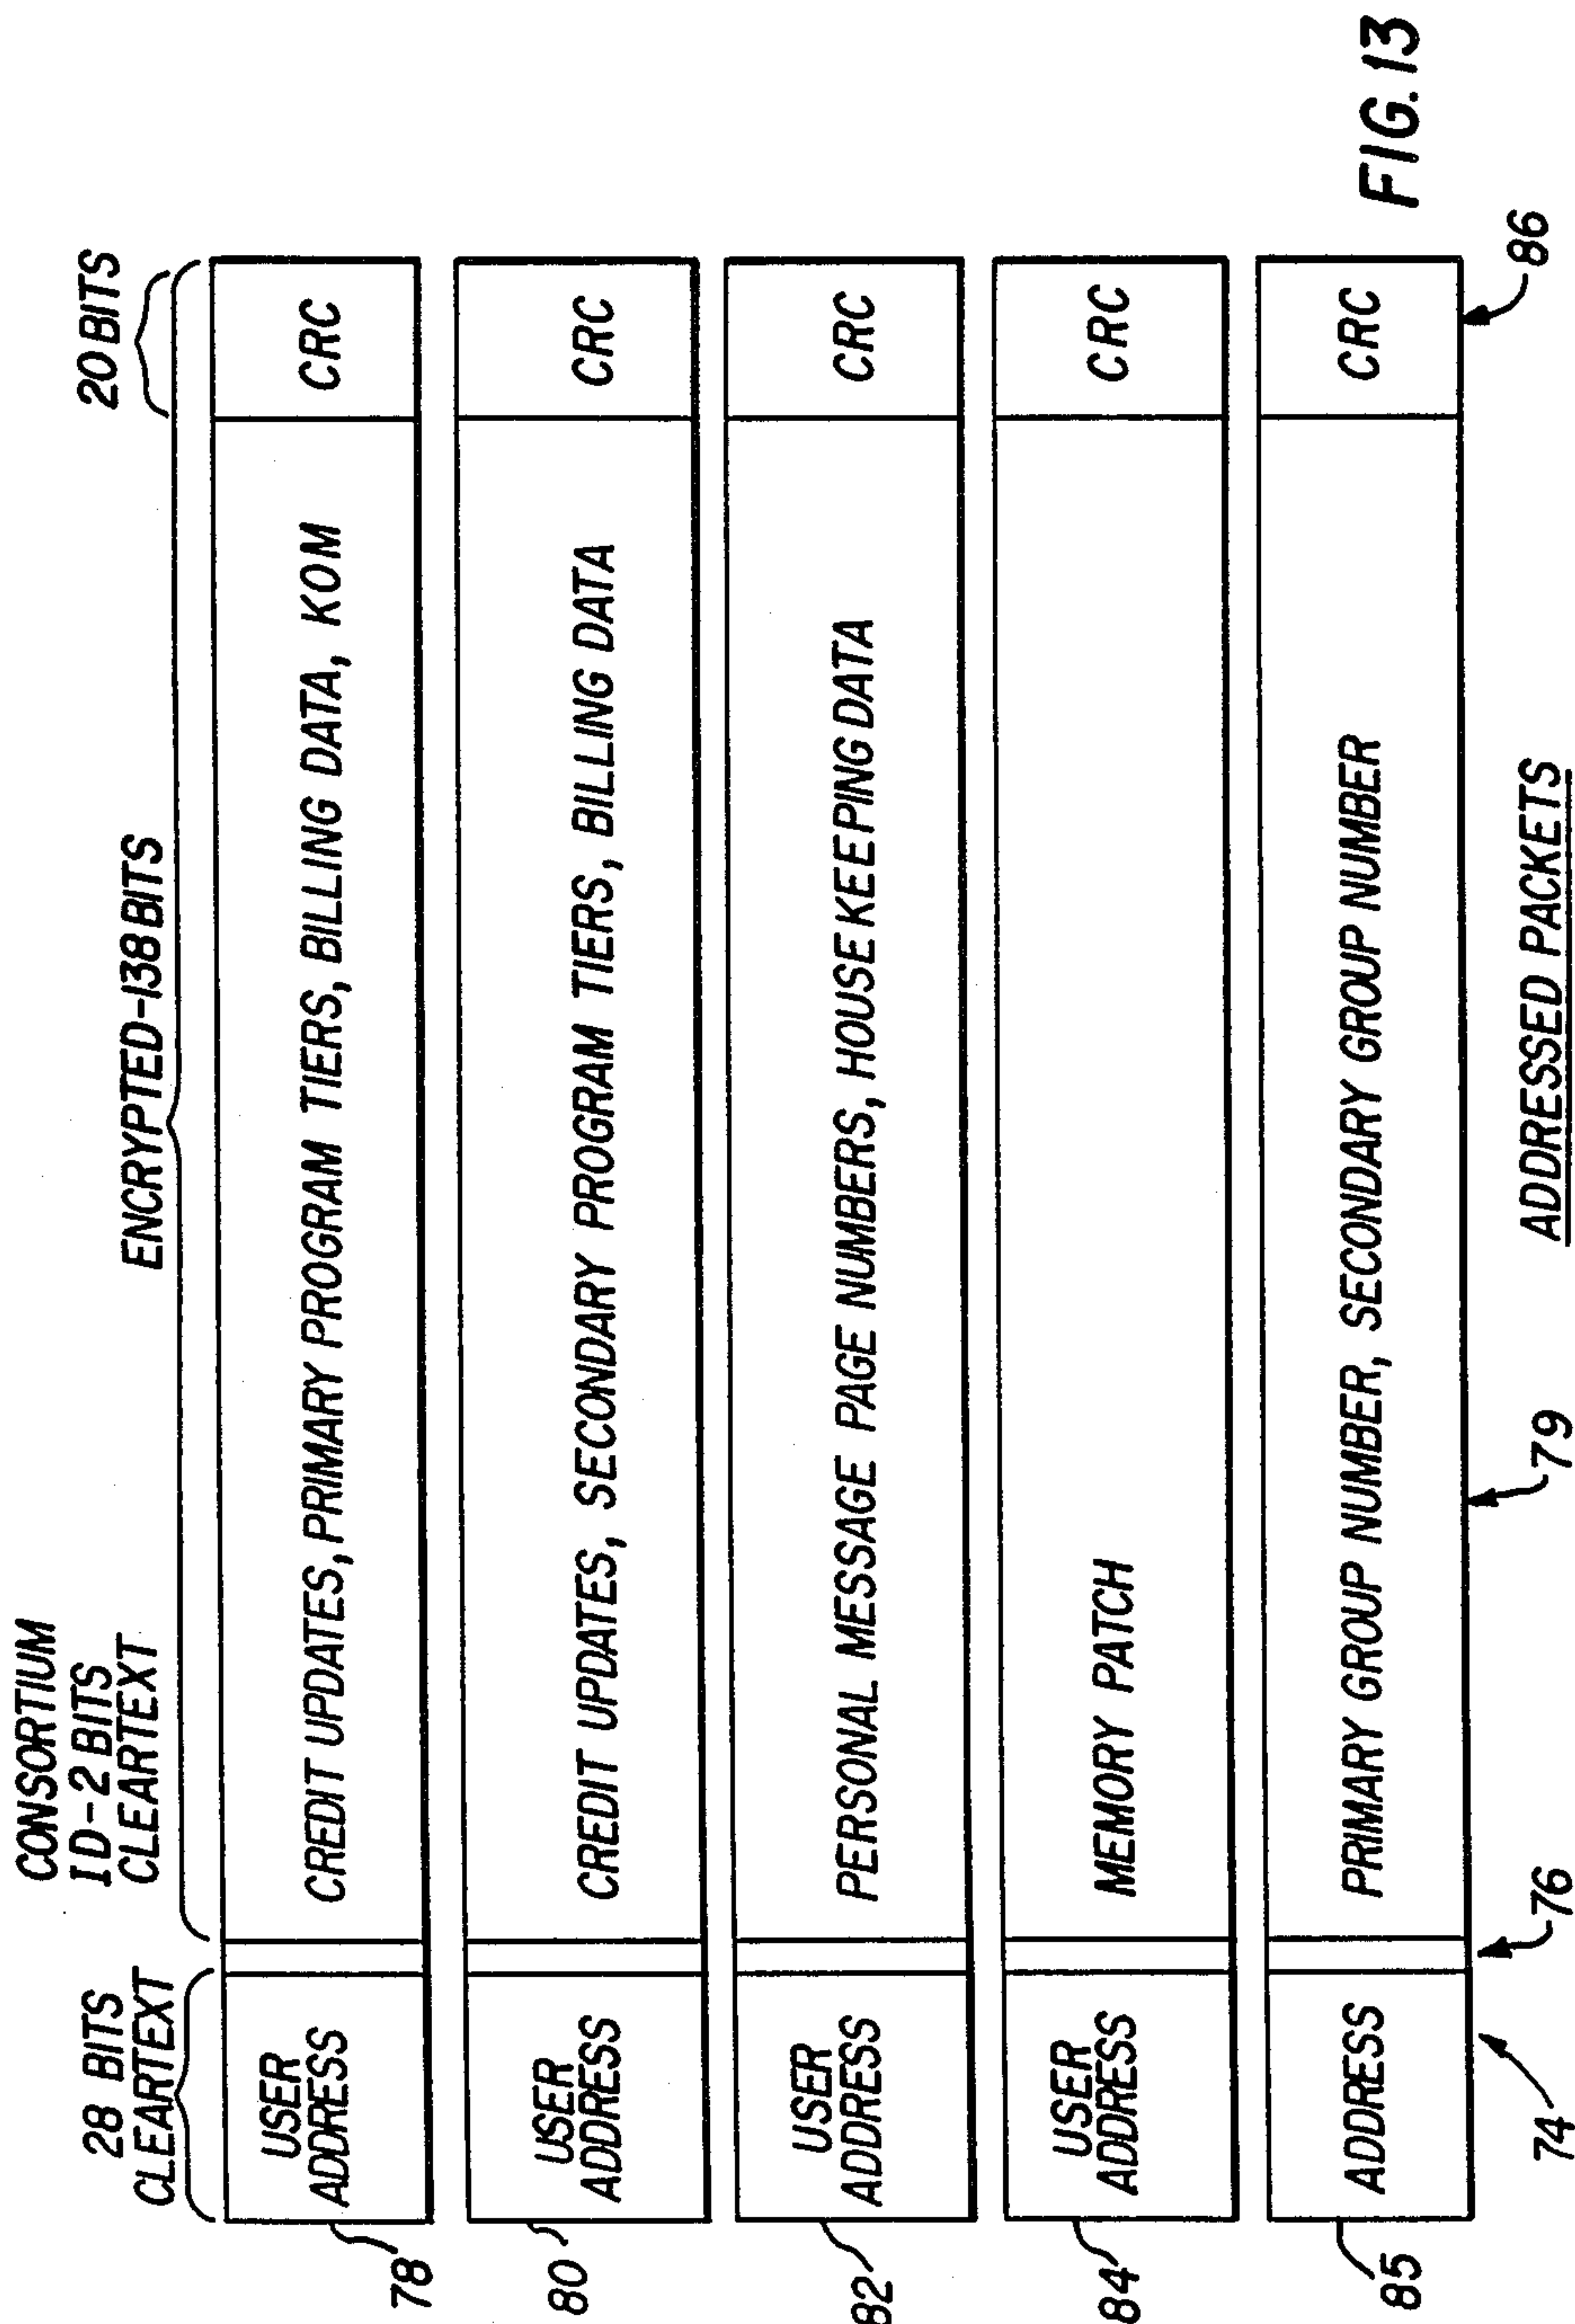 28 BITS
CLEARTEXT
CONSORTIUM
ID-2 BITS
CLEARTEXT
ENCRYPTED-138 BITS
20 BITS
78
USER
ADDRESS
CREDIT UPDATES, PRIMARY PROGRAM TIERS, BILLING DATA, KOM
CRC
80
USER
ADDRESS
CREDIT UPDATES, SECONDARY PROGRAM TIERS, BILLING DATA
CRC
82
USER
ADDRESS
PERSONAL MESSAGE PAGE NUMBERS, HOUSEKEEPING DATA
CRC
84
USER
ADDRESS
MEMORY PATCH
CRC
85
ADDRESS
PRIMARY GROUP NUMBER, SECONDARY GROUP NUMBER
CRC
74
76
79
86
ADDRESSED PACKETS
FIG. 13